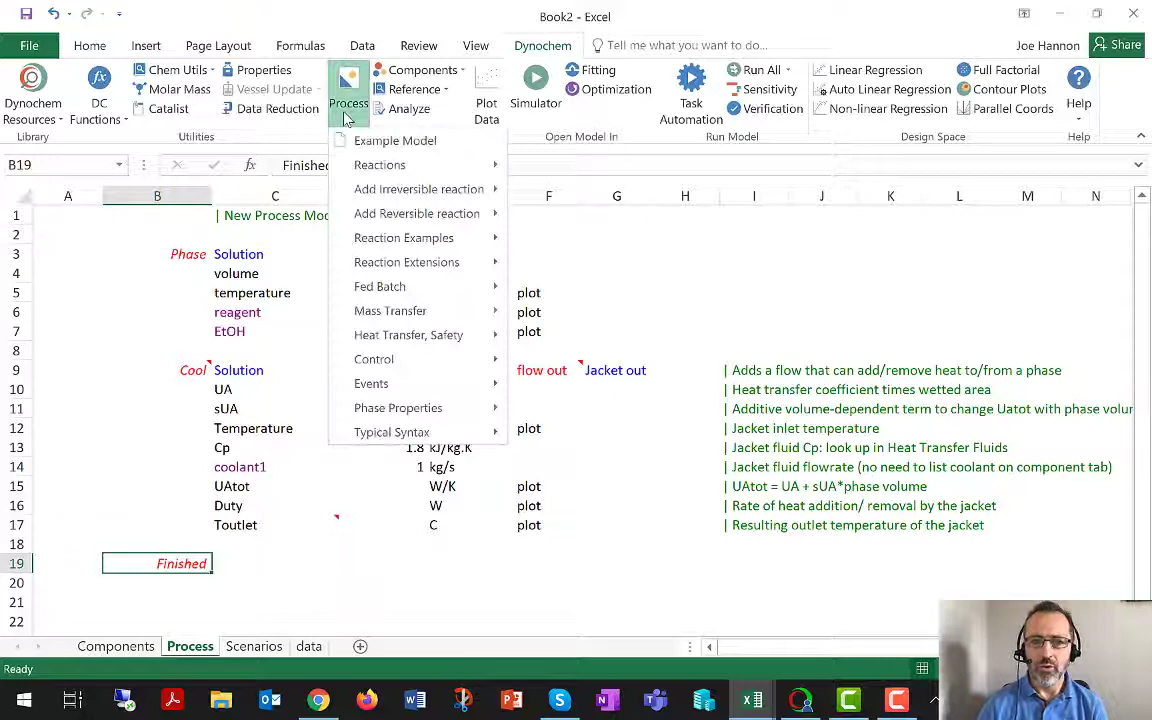 Book2 - Excel
File Home Insert Page Layout Formulas Data Review View Dynochem Tell me what you want to do... Joe Hannon Share
Dynochem Resources
DC Functions
Chem Utils
Molar Mass
Catalist
Properties
Vessel Update
Data Reduction
Process
Components
Reference
Analyze
Plot Data
Simulator
Fitting
Optimization
Task Automation
Run All
Sensitivity
Verification
Linear Regression
Auto Linear Regression
Non-linear Regression
Full Factorial
Contour Plots
Parallel Coords
Help
Library Utilities Open Model In Run Model Design Space Help
B19 fx Finishe
Example Model
Reactions
Add Irreversible reaction
Add Reversible reaction
Reaction Examples
Reaction Extensions
Fed Batch
Mass Transfer
Heat Transfer, Safety
Control
Events
Phase Properties
Typical Syntax
A B C F G H I J K L M N
1 | New Process Mod
2
3 Phase Solution
4 volume
5 temperature plot
6 reagent plot
7 EtOH plot
8
9 Cool Solution flow out Jacket out | Adds a flow that can add/remove heat to/from a phase
10 UA | Heat transfer coefficient times wetted area
11 sUA | Additive volume-dependent term to change Uatot with phase volur
12 Temperature plot | Jacket inlet temperature
13 Cp 1.8 kJ/kg.K | Jacket fluid Cp: look up in Heat Transfer Fluids
14 coolant1 1 kg/s | Jacket fluid flowrate (no need to list coolant on component tab)
15 UAtot W/K plot | UAtot = UA + sUA*phase volume
16 Duty W plot | Rate of heat addition/ removal by the jacket
17 Toutlet C plot | Resulting outlet temperature of the jacket
18
19 Finished
20
21
22
Components Process Scenarios data
Ready